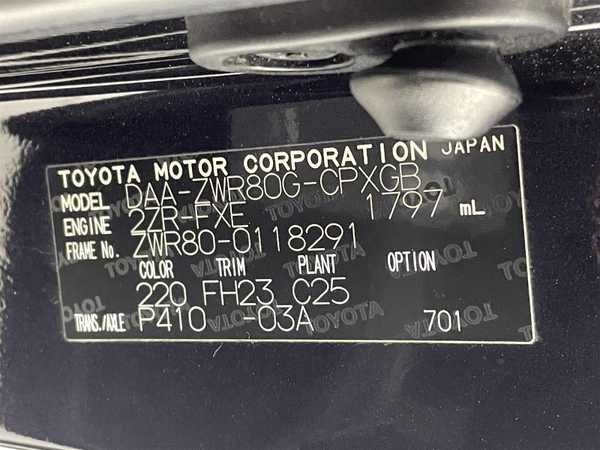 TOYOTA MOTOR CORPORATION JAPAN
MODEL DAA-ZWR80G-CPXGB
ENGINE 2ZR-FXE 1797 mL
FRAME No. ZWR80-0118291
COLOR TRIM PLANT OPTION
220 FH23 C25
TRANS./AXLE P410 -03A 701